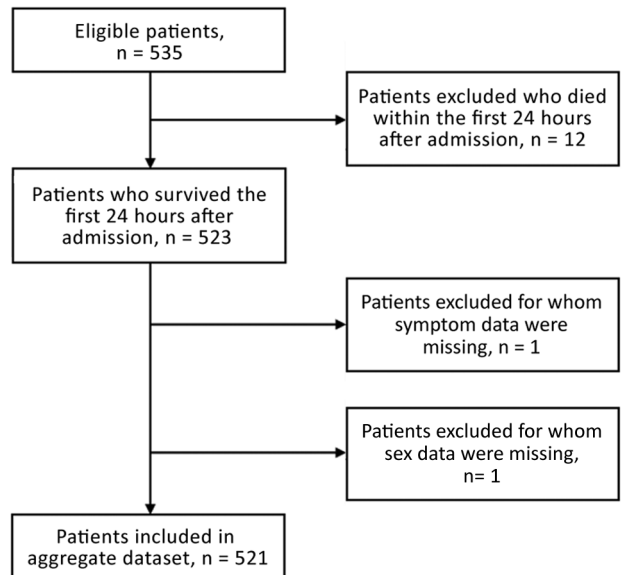 Eligible patients,
n = 535
Patients excluded who died
within the first 24 hours
after admission, n = 12
Patients who survived the
first 24 hours after
admission, n = 523
Patients excluded for whom
symptom data were
missing, n = 1
Patients excluded for whom
sex data were missing,
n= 1
Patients included in
aggregate dataset, n = 521